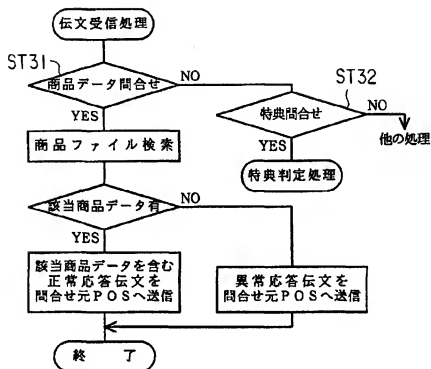 伝文受信処理
ST31
商品データ問合せ
NO
ST32
YES
特典問合せ
NO
商品ファイル検索
YES
他の処理
特典判定処理
該当商品データ有
NO
YES
該当商品データを含む
正常応答伝文を
問合せ元POSへ送信
異常応答伝文を
問合せ元POSへ送信
終了